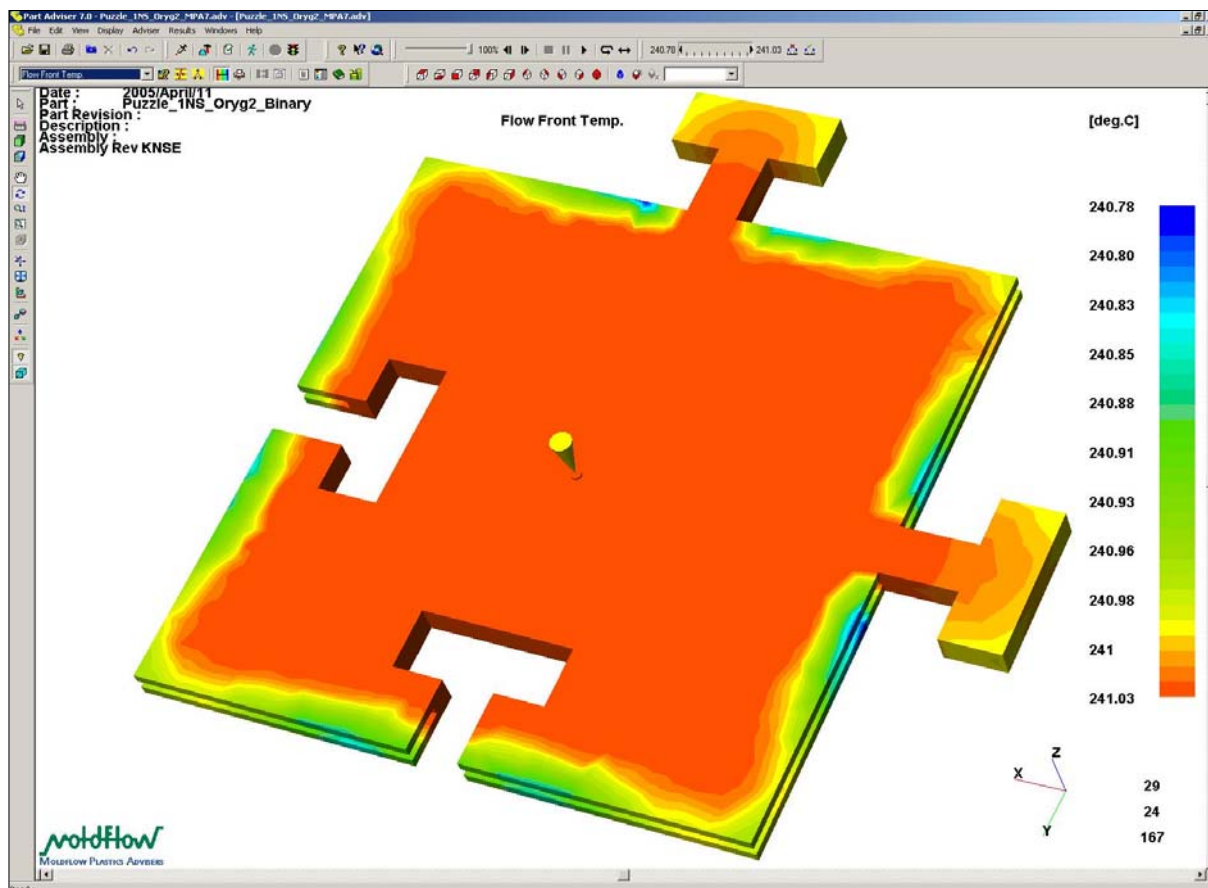 Part Adviser 7.0 - Puzzle_1NS_Oryg2_MPA7.adv - [Puzzle_1NS_Oryg2_MPA7.adv]
File Edit View Display Adviser Results Windows Help
100% 240.78 241.03
Flow Front Temp.
Date : 2005/April/11
Part : Puzzle_1NS_Oryg2_Binary
Part Revision :
Description :
Assembly :
Assembly Rev KNSE
Flow Front Temp.
[deg.C]
240.78
240.80
240.83
240.85
240.88
240.91
240.93
240.96
240.98
241
241.03
Z
X
Y
29
24
167
moldflow
MOLDFLOW PLASTICS ADVISERS